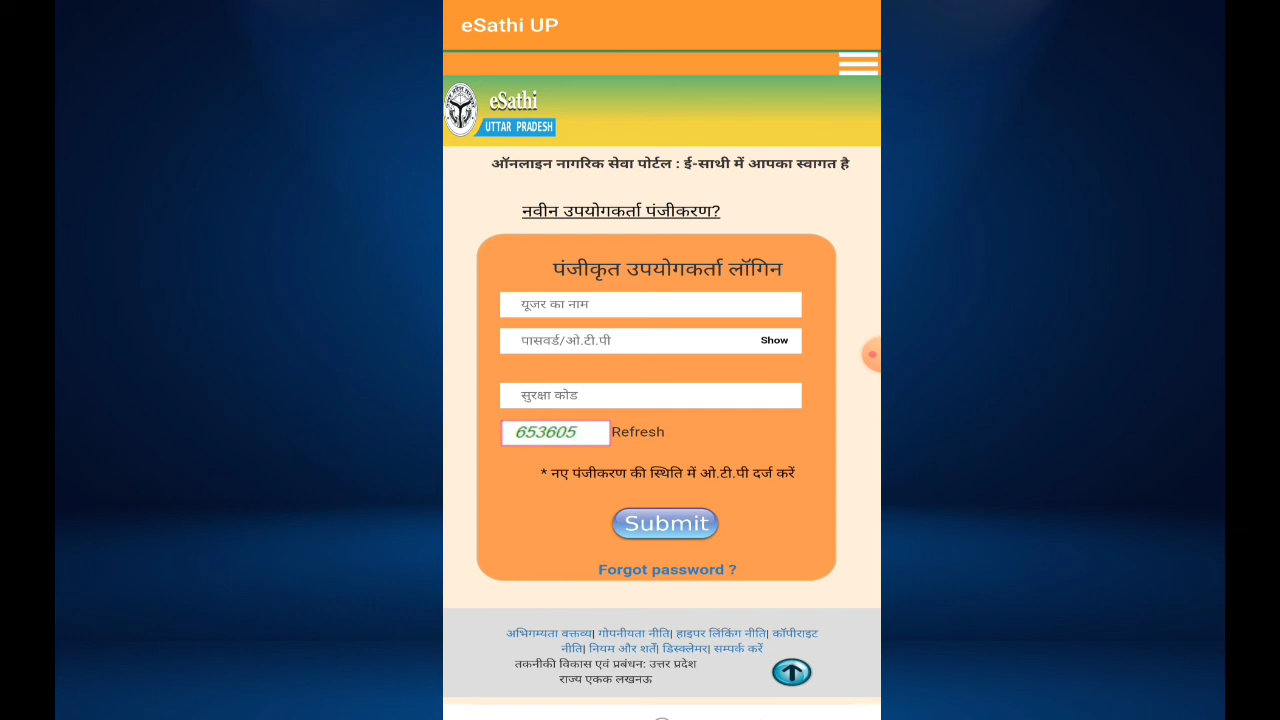 eSathi UP
eSathi
UTTAR PRADESH
ऑनलाइन नागरिक सेवा पोर्टल : ई-साथी में आपका स्वागत है
नवीन उपयोगकर्ता पंजीकरण?
पंजीकृत उपयोगकर्ता लॉगिन
यूजर का नाम
पासवर्ड/ओ.टी.पी Show
सुरक्षा कोड
653605 Refresh
* नए पंजीकरण की स्थिति में ओ.टी.पी दर्ज करें
Submit
Forgot password ?
अभिगम्यता वक्तव्य| गोपनीयता नीति| हाइपर लिंकिंग नीति| कॉपीराइट
नीति| नियम और शर्तें| डिस्क्लेमर| सम्पर्क करें
तकनीकी विकास एवं प्रबंधन: उत्तर प्रदेश
राज्य एकक लखनऊ